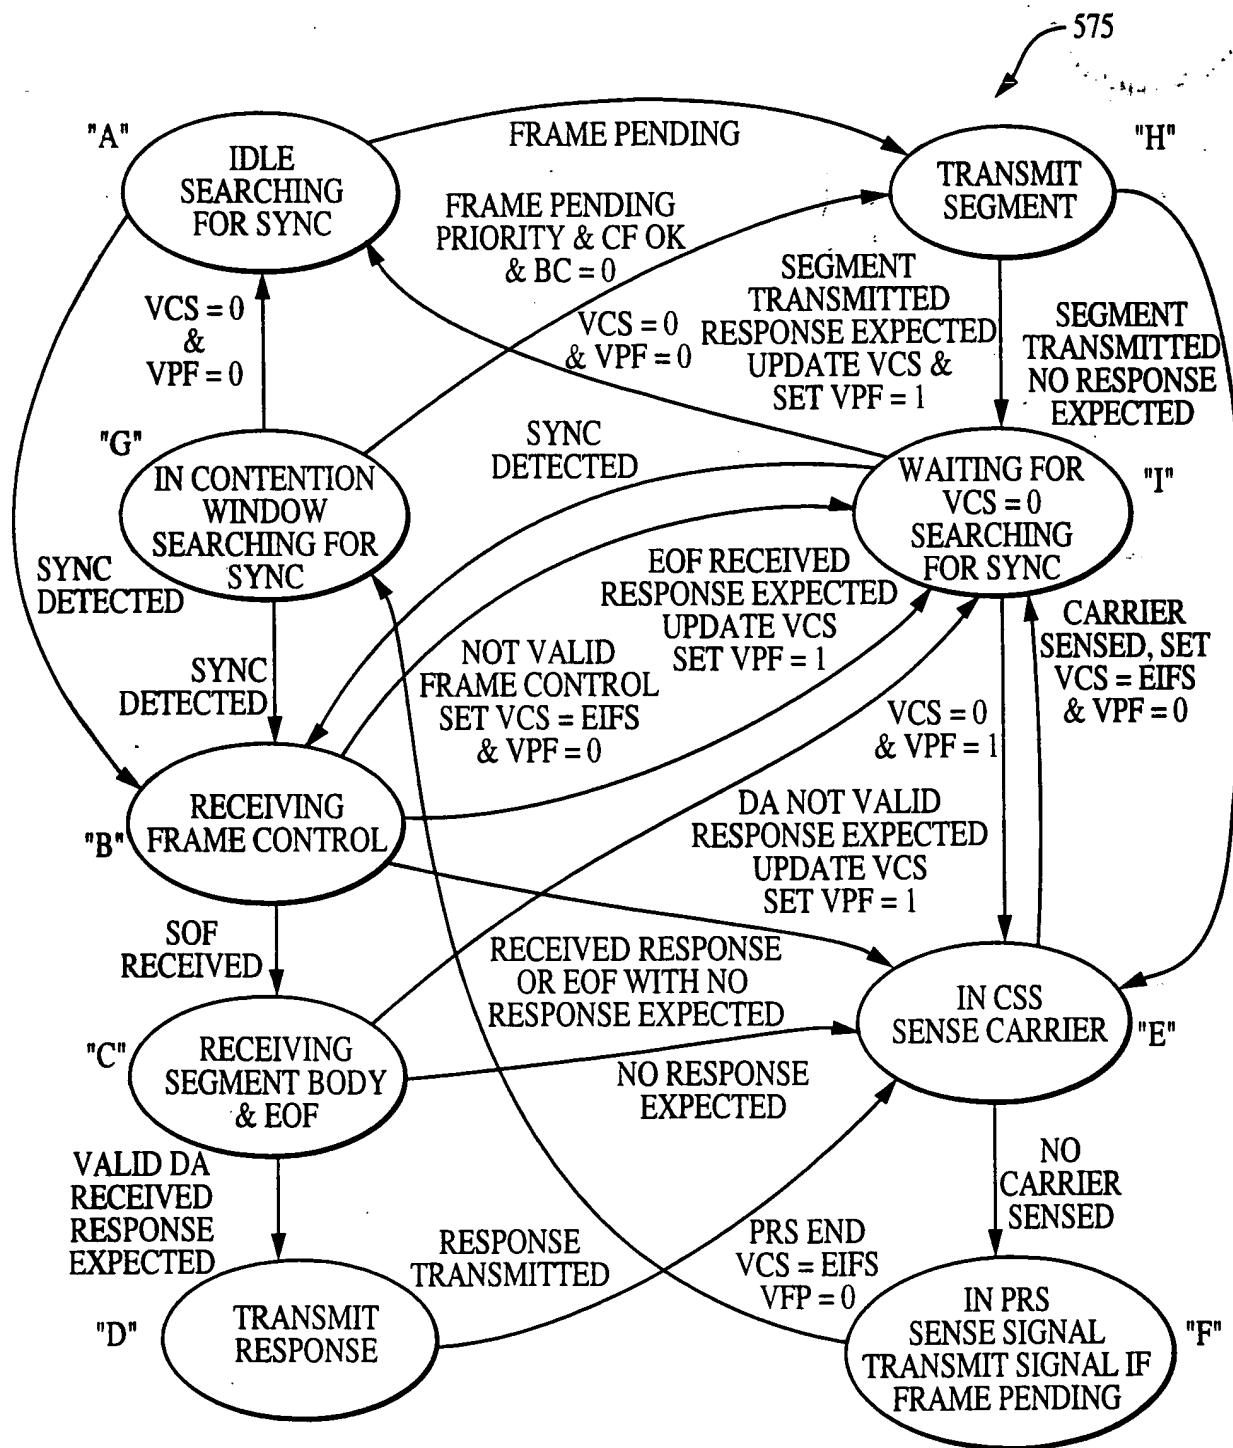 575
"A"
IDLE
SEARCHING
FOR SYNC
FRAME PENDING
"H"
TRANSMIT
SEGMENT
FRAME PENDING
PRIORITY & CF OK
& BC = 0
VCS = 0
&
VPF = 0
VCS = 0
& VPF = 0
SEGMENT
TRANSMITTED
RESPONSE EXPECTED
UPDATE VCS &
SET VPF = 1
SEGMENT
TRANSMITTED
NO RESPONSE
EXPECTED
"G"
IN CONTENTION
WINDOW
SEARCHING FOR
SYNC
SYNC
DETECTED
WAITING FOR
VCS = 0
SEARCHING
FOR SYNC
"I"
SYNC
DETECTED
SYNC
DETECTED
NOT VALID
FRAME CONTROL
SET VCS = EIFS
& VPF = 0
EOF RECEIVED
RESPONSE EXPECTED
UPDATE VCS
SET VPF = 1
CARRIER
SENSED, SET
VCS = EIFS
& VPF = 0
VCS = 0
& VPF = 1
"B"
RECEIVING
FRAME CONTROL
DA NOT VALID
RESPONSE EXPECTED
UPDATE VCS
SET VPF = 1
SOF
RECEIVED
RECEIVED RESPONSE
OR EOF WITH NO
RESPONSE EXPECTED
IN CSS
SENSE CARRIER
"E"
"C"
RECEIVING
SEGMENT BODY
& EOF
NO RESPONSE
EXPECTED
VALID DA
RECEIVED
RESPONSE
EXPECTED
NO
CARRIER
SENSED
RESPONSE
TRANSMITTED
PRS END
VCS = EIFS
VFP = 0
"D"
TRANSMIT
RESPONSE
IN PRS
SENSE SIGNAL
TRANSMIT SIGNAL IF
FRAME PENDING
"F"